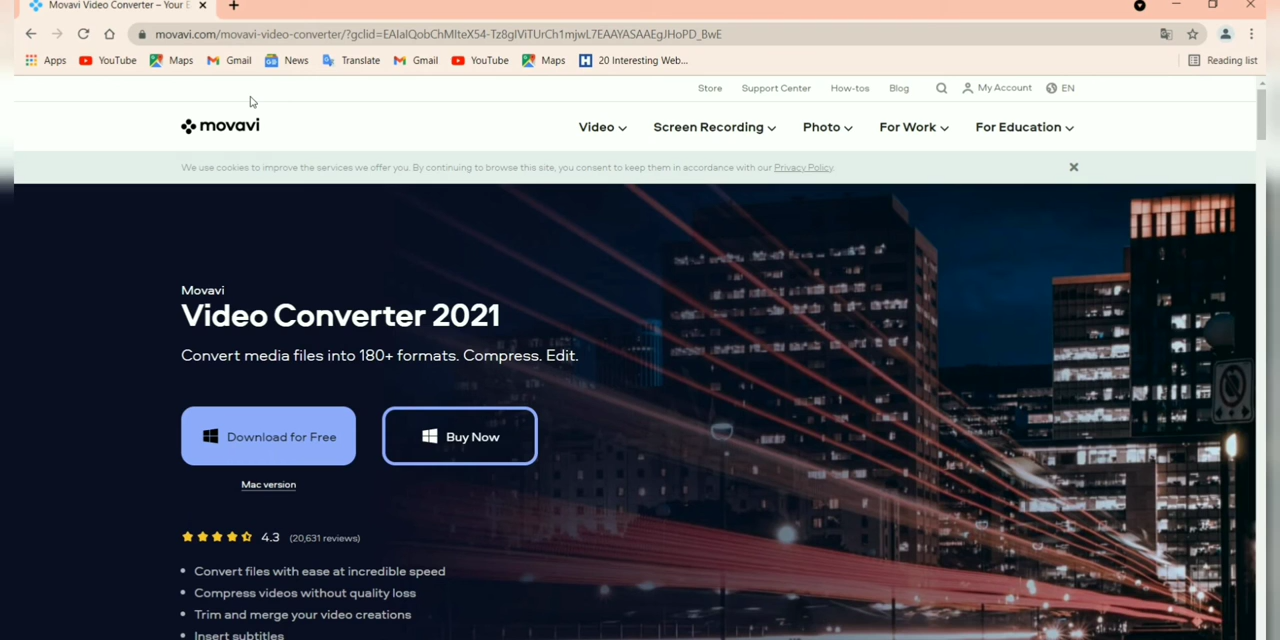 Movavi Video Converter – Your E
movavi.com/movavi-video-converter/?gclid=EAIaIQobChMIteX54-Tz8gIViTUrCh1mjwL7EAAYASAAEgJHoPD_BwE
Apps YouTube Maps Gmail News Translate Gmail YouTube Maps 20 Interesting Web... Reading list
Store Support Center How-tos Blog My Account EN
movavi Video Screen Recording Photo For Work For Education
We use cookies to improve the services we offer you. By continuing to browse this site, you consent to keep them in accordance with our Privacy Policy.
Movavi
Video Converter 2021
Convert media files into 180+ formats. Compress. Edit.
Download for Free Buy Now
Mac version
4.3 (20,631 reviews)
• Convert files with ease at incredible speed
• Compress videos without quality loss
• Trim and merge your video creations
• Insert subtitles